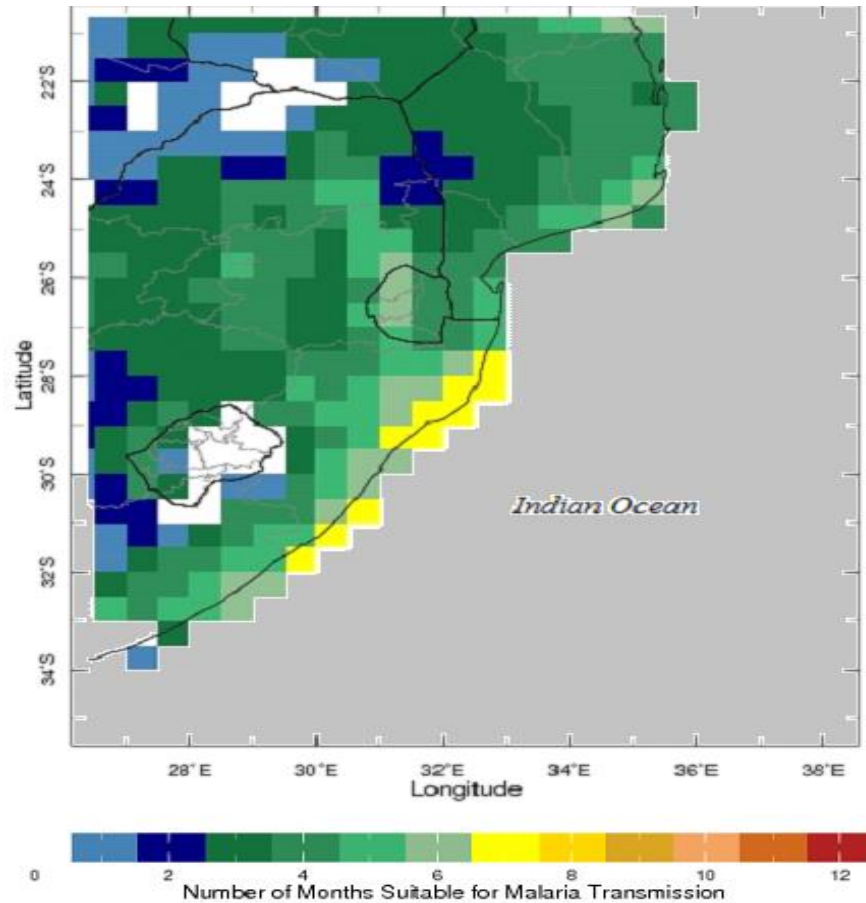 22°S
24°S
26°S
28°S
30°S
32°S
34°S
Latitude
Indian Ocean
28°E 30°E 32°E 34°E 36°E 38°E
Longitude
0 2 4 6 8 10 12
Number of Months Suitable for Malaria Transmission